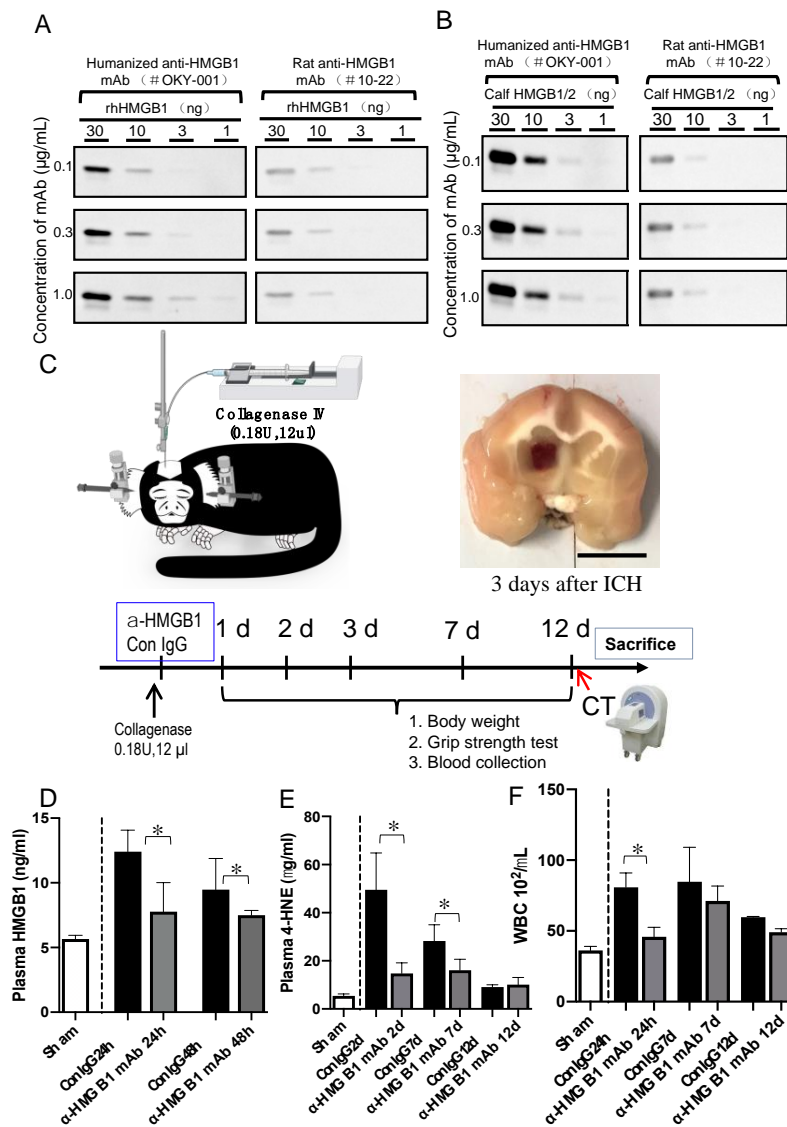 A
Humanized anti-HMGB1
mAb (#OKY-001)
Rat anti-HMGB1
mAb (#10-22)
rhHMGB1 (ng)
rhHMGB1 (ng)
30 10 3 1
30 10 3 1
Concentration of mAb (µg/mL)
0.1
0.3
1.0
B
Humanized anti-HMGB1
mAb (#OKY-001)
Rat anti-HMGB1
mAb (#10-22)
Calf HMGB1/2 (ng)
Calf HMGB1/2 (ng)
30 10 3 1
30 10 3 1
0.1
0.3
1.0
C
Collagenase IV
(0.18U,12ul)
3 days after ICH
a-HMGB1
Con IgG
1 d 2 d 3 d 7 d 12 d
Sacrifice
Collagenase
0.18U,12 µl
1. Body weight
2. Grip strength test
3. Blood collection
CT
D
Plasma HMGB1 (ng/ml)
15
10
5
0
*
*
Sham
ConIgG24h
α-HMGB1 mAb 24h
ConIgG48h
α-HMGB1 mAb 48h
E
Plasma 4-HNE (mg/ml)
80
60
40
20
0
*
*
Sham
ConIgG2d
α-HMGB1 mAb 2d
ConIgG7d
α-HMGB1 mAb 7d
ConIgG12d
α-HMGB1 mAb 12d
F
WBC 10²/mL
150
100
50
0
*
Sham
ConIgG24h
α-HMGB1 mAb 24h
ConIgG7d
α-HMGB1 mAb 7d
ConIgG12d
α-HMGB1 mAb 12d